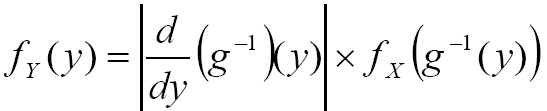 f_Y(y) = |d/dy (g⁻¹)(y)| × f_X(g⁻¹(y))